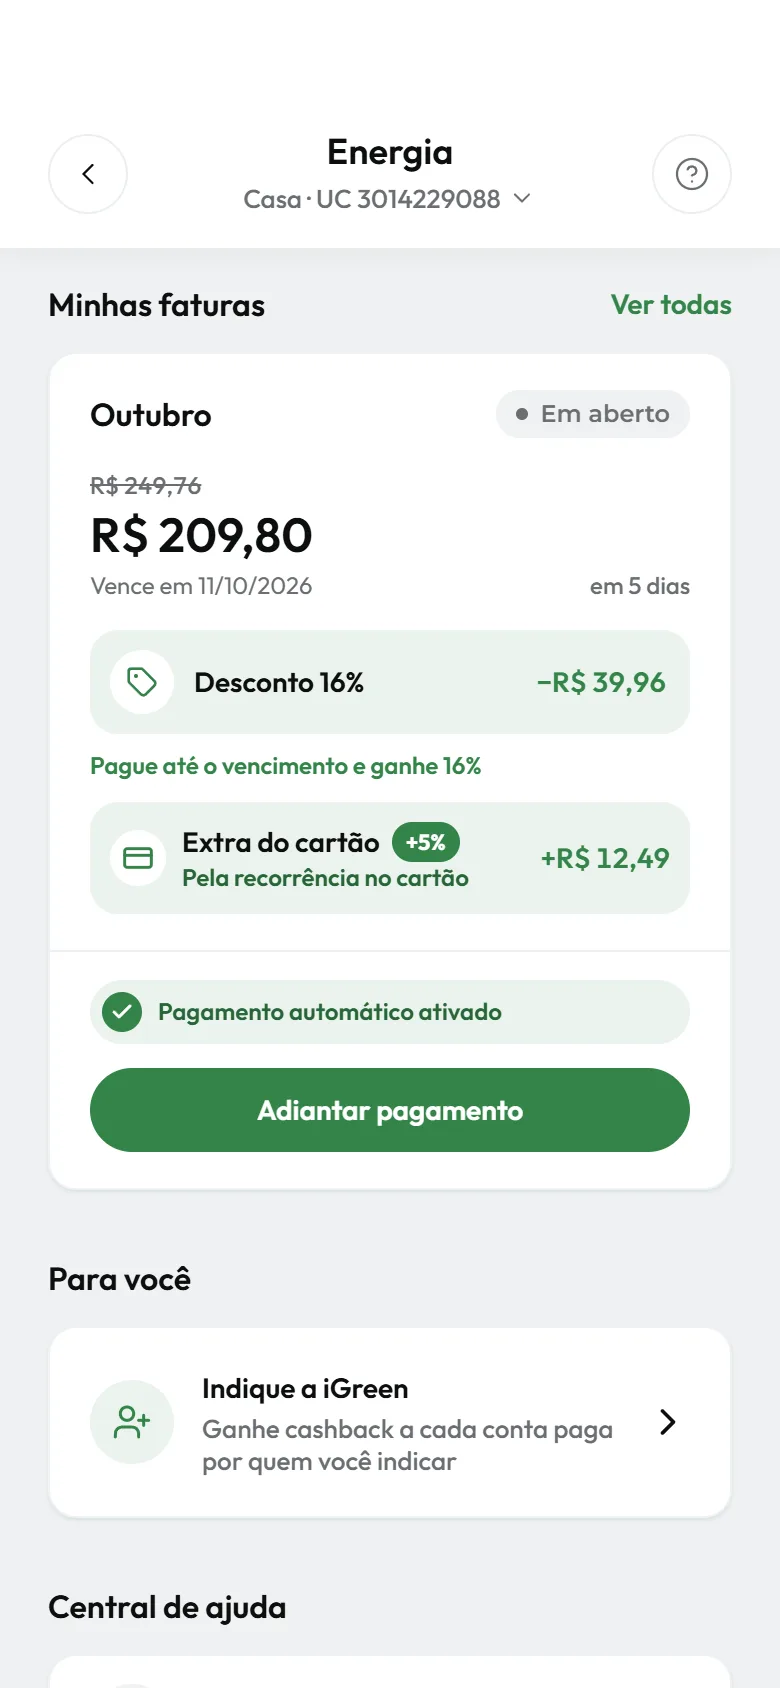 Energia
Casa · UC 3014229088
Minhas faturas
Ver todas
Outubro
Em aberto
R$ 249,76
R$ 209,80
Vence em 11/10/2026
em 5 dias
Desconto 16%
−R$ 39,96
Pague até o vencimento e ganhe 16%
Extra do cartão +5%
Pela recorrência no cartão
+R$ 12,49
Pagamento automático ativado
Adiantar pagamento
Para você
Indique a iGreen
Ganhe cashback a cada conta paga
por quem você indicar
Central de ajuda